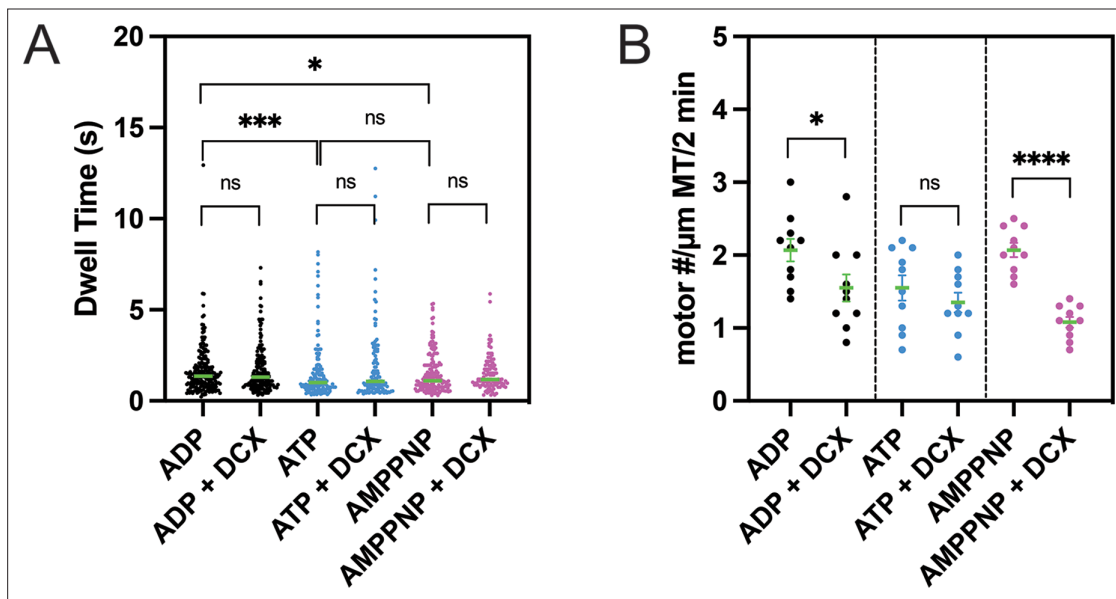 A
Dwell Time (s)
20
15
10
5
0
*
***
ns
ns
ns
ns
ADP
ADP + DCX
ATP
ATP + DCX
AMPPNP
AMPPNP + DCX
B
motor #/µm MT/2 min
5
4
3
2
1
0
*
ns
****
ADP
ADP + DCX
ATP
ATP + DCX
AMPPNP
AMPPNP + DCX